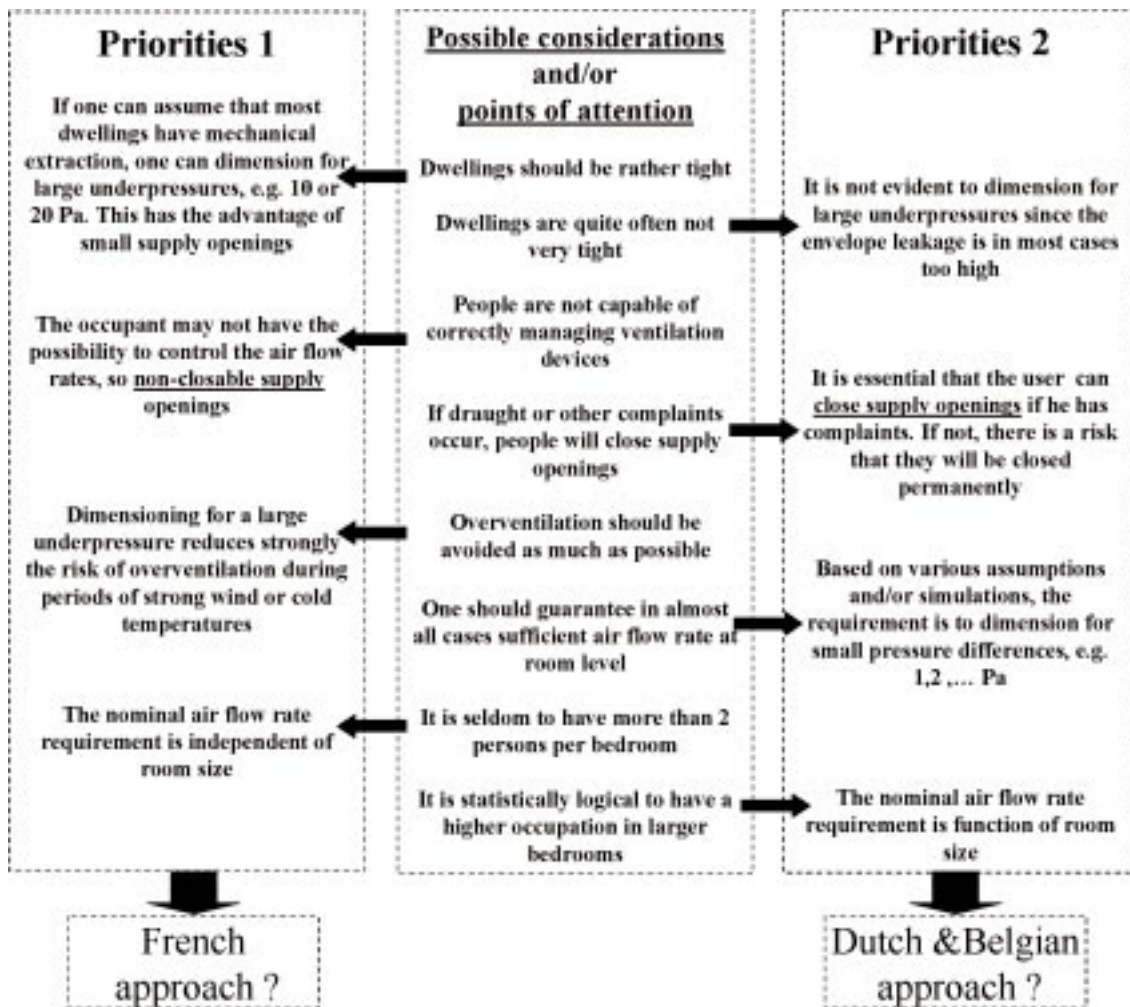 Priorities 1
If one can assume that most
dwellings have mechanical
extraction, one can dimension for
large underpressures, e.g. 10 or
20 Pa. This has the advantage of
small supply openings
The occupant may not have the
possibility to control the air flow
rates, so non-closable supply
openings
Dimensioning for a large
underpressure reduces strongly
the risk of overventilation during
periods of strong wind or cold
temperatures
The nominal air flow rate
requirement is independent of
room size
French
approach ?
Possible considerations
and/or
points of attention
Dwellings should be rather tight
Dwellings are quite often not
very tight
People are not capable of
correctly managing ventilation
devices
If draught or other complaints
occur, people will close supply
openings
Overventilation should be
avoided as much as possible
One should guarantee in almost
all cases sufficient air flow rate at
room level
It is seldom to have more than 2
persons per bedroom
It is statistically logical to have a
higher occupation in larger
bedrooms
Priorities 2
It is not evident to dimension for
large underpressures since the
envelope leakage is in most cases
too high
It is essential that the user can
close supply openings if he has
complaints. If not, there is a risk
that they will be closed
permanently
Based on various assumptions
and/or simulations, the
requirement is to dimension for
small pressure differences, e.g.
1,2 ,... Pa
The nominal air flow rate
requirement is function of room
size
Dutch &Belgian
approach ?